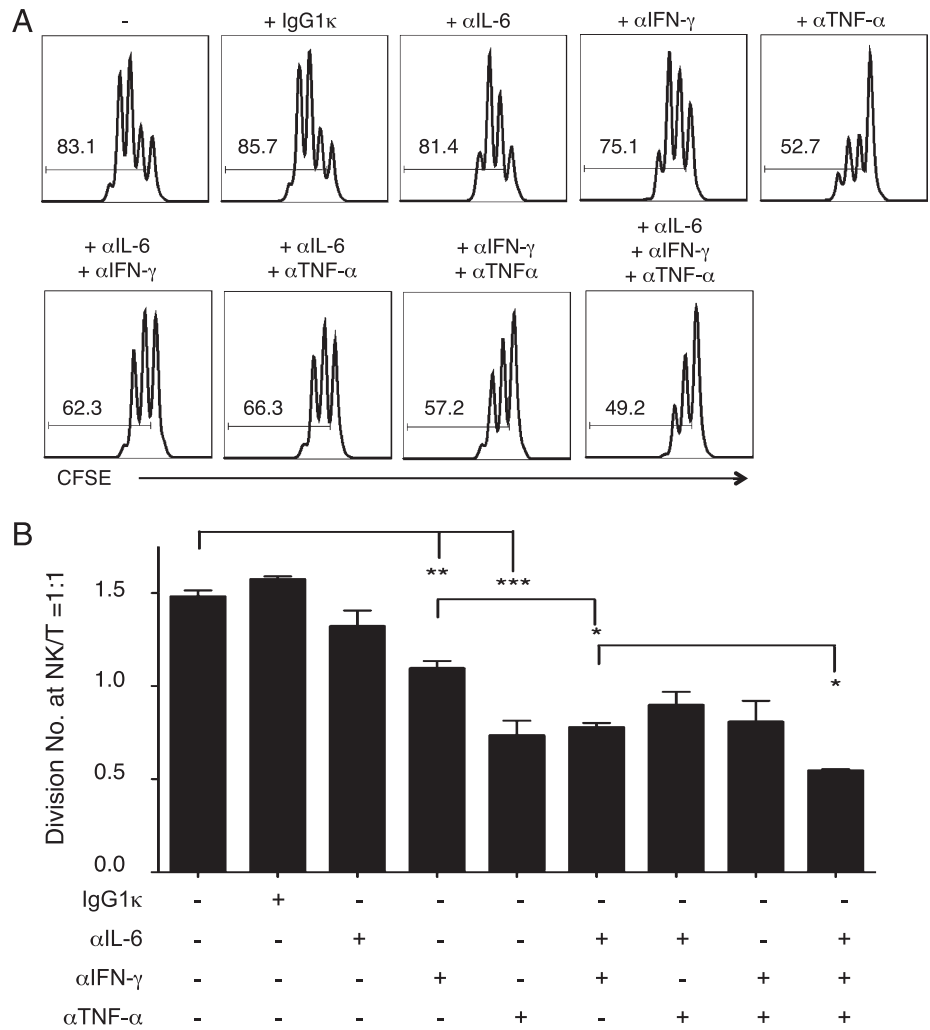 A
-
+ IgG1κ
+ αIL-6
+ αIFN-γ
+ αTNF-α
83.1
85.7
81.4
75.1
52.7
+ αIL-6
+ αIFN-γ
+ αIL-6
+ αTNF-α
+ αIFN-γ
+ αTNFα
+ αIL-6
+ αIFN-γ
+ αTNF-α
62.3
66.3
57.2
49.2
CFSE
B
Division No. at NK/T =1:1
1.5
1.0
0.5
0.0
**
***
*
*
IgG1κ - + - - - - - - -
αIL-6 - - + - - + + - +
αIFN-γ - - - + - + - + +
αTNF-α - - - - + - + + +